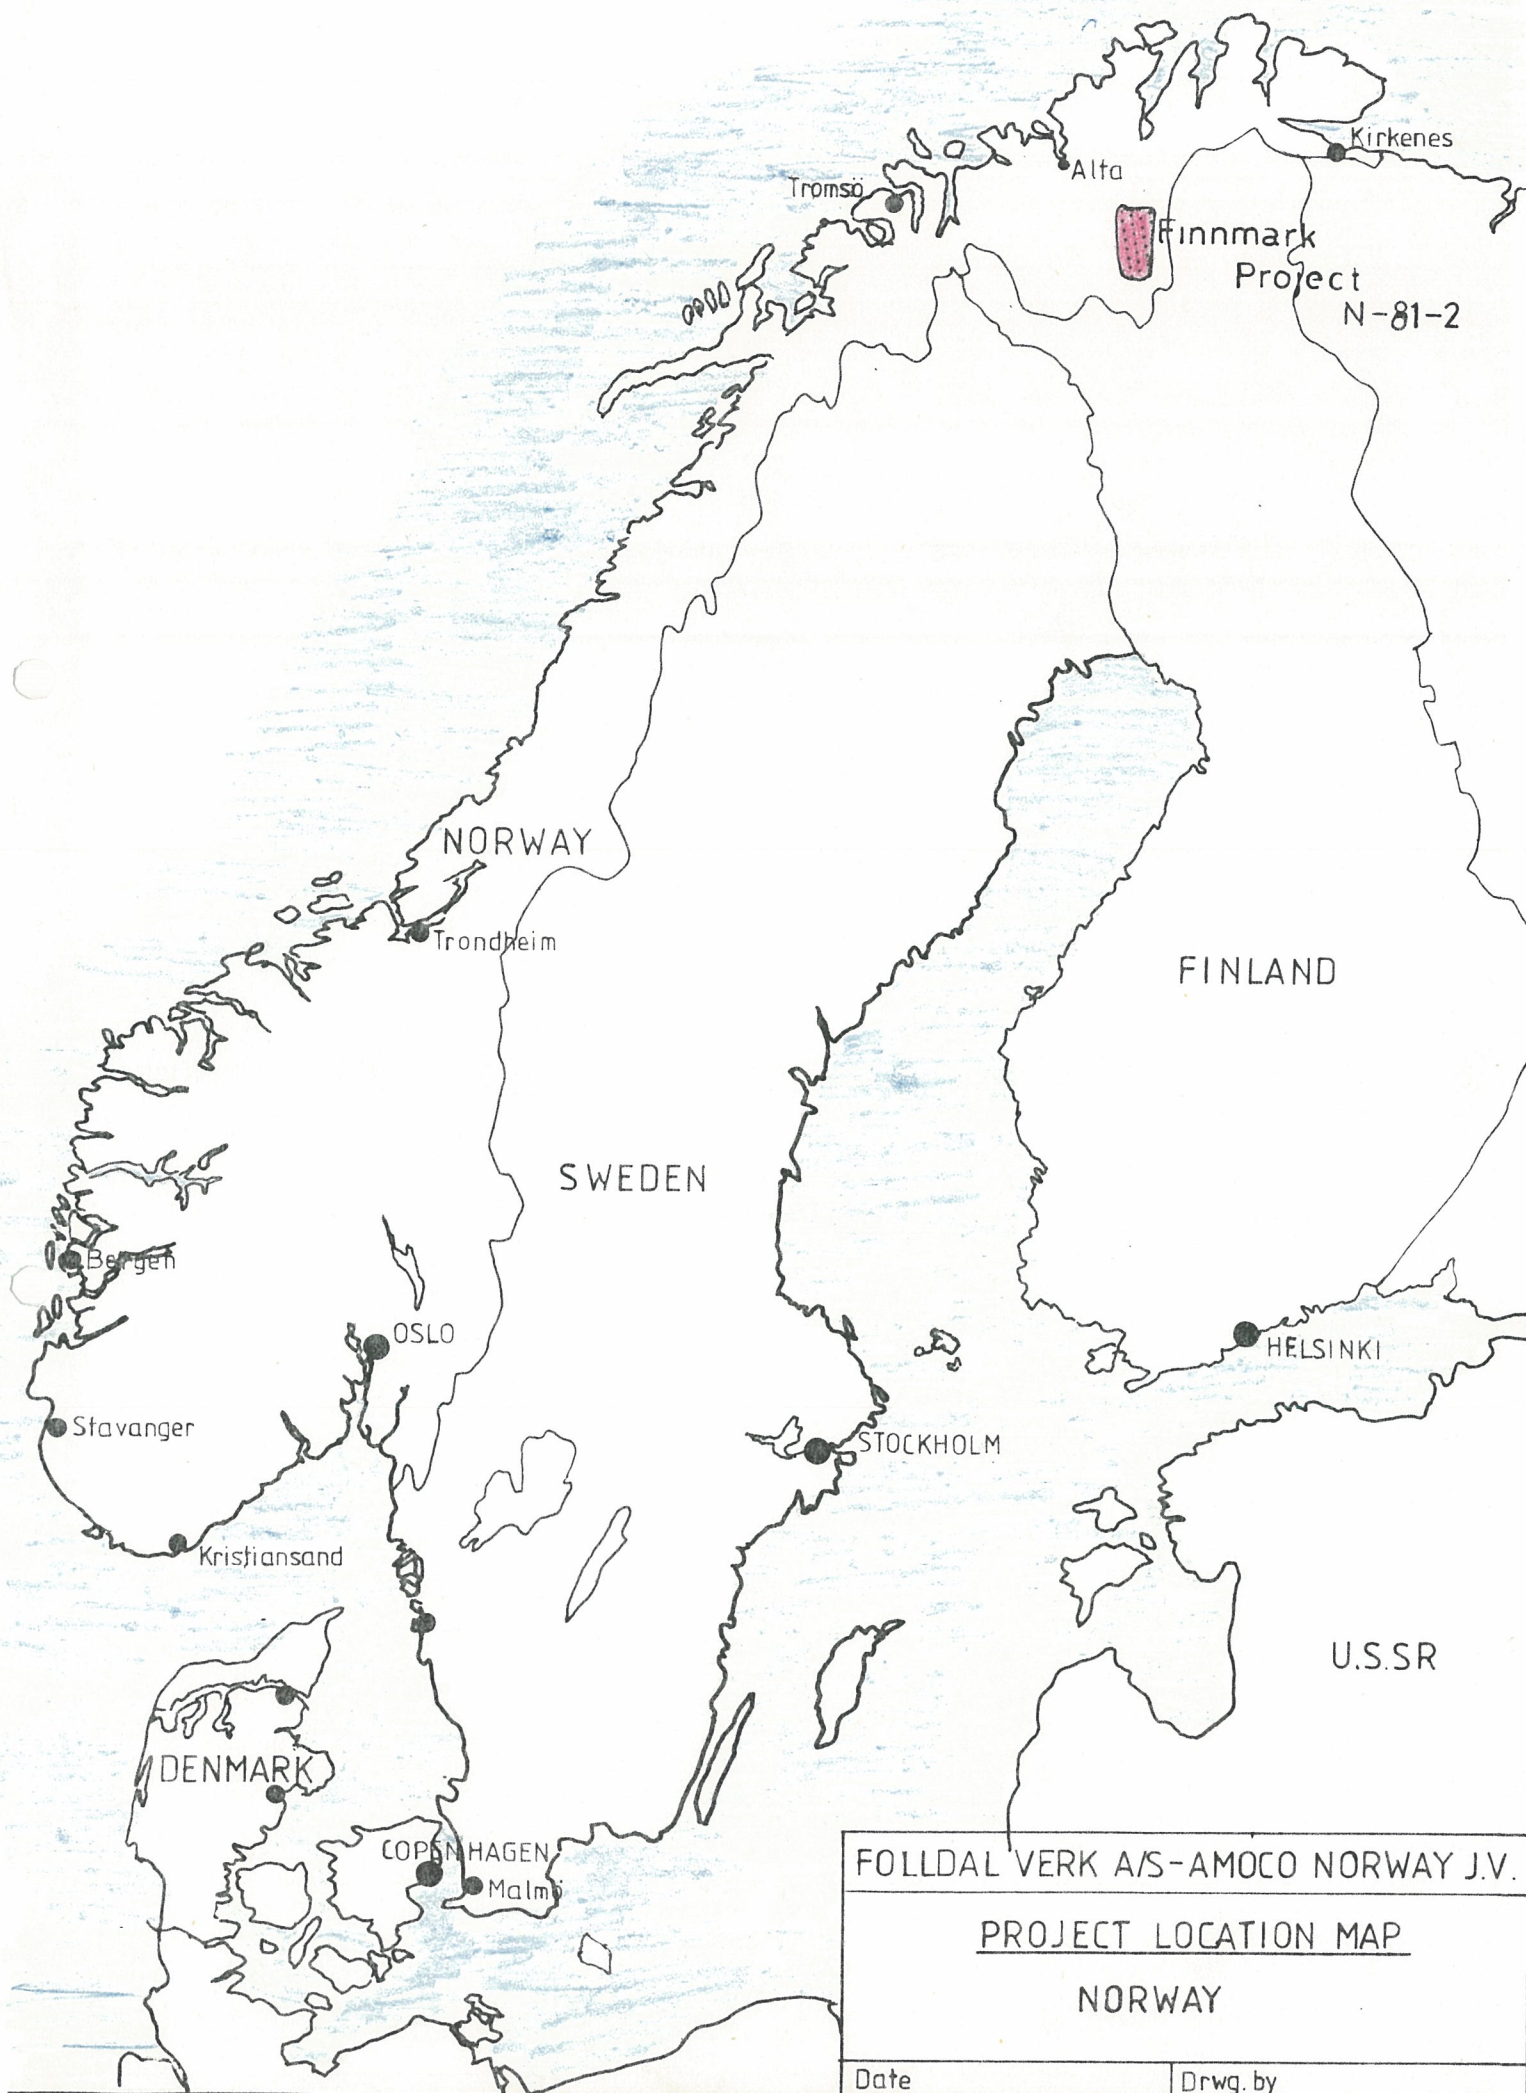 Kirkenes
Alta
Tromsö
Finnmark
Project
N-81-2
NORWAY
Trondheim
FINLAND
SWEDEN
Bergen
OSLO
HELSINKI
Stavanger
STOCKHOLM
Kristiansand
U.S.SR
DENMARK
COPENHAGEN
Malmö
FOLLDAL VERK A/S-AMOCO NORWAY J.V.
PROJECT LOCATION MAP
NORWAY
Date
Drwg. by